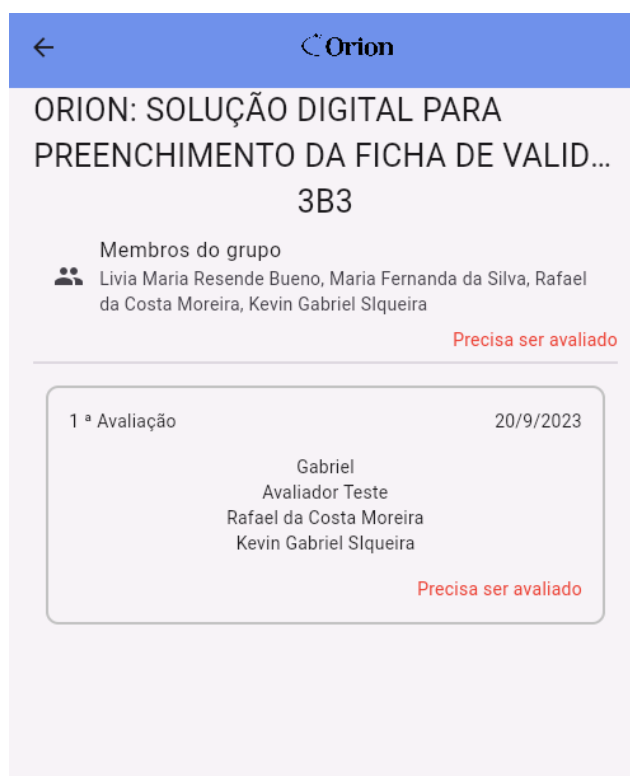 Orion
ORION: SOLUÇÃO DIGITAL PARA
PREENCHIMENTO DA FICHA DE VALID...
3B3
Membros do grupo
Livia Maria Resende Bueno, Maria Fernanda da Silva, Rafael
da Costa Moreira, Kevin Gabriel SIqueira
Precisa ser avaliado
1 ª Avaliação 20/9/2023
Gabriel
Avaliador Teste
Rafael da Costa Moreira
Kevin Gabriel SIqueira
Precisa ser avaliado